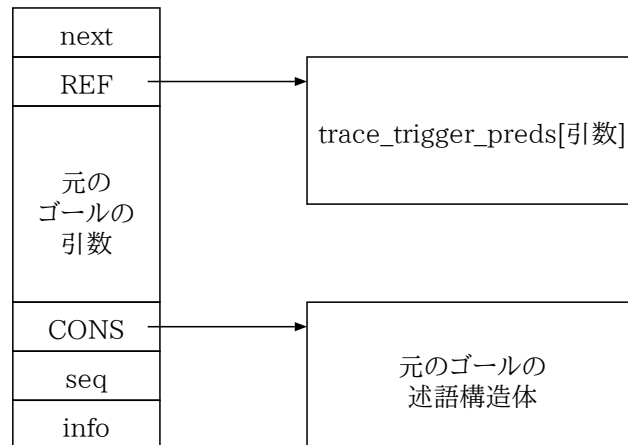 next
REF
trace_trigger_preds[引数]
元の
ゴールの
引数
CONS
元のゴールの
述語構造体
seq
info